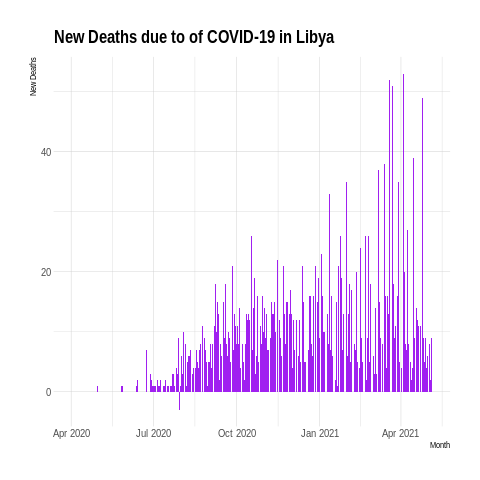 New Deaths due to of COVID-19 in Libya
New Deaths
40
20
0
Apr 2020 Jul 2020 Oct 2020 Jan 2021 Apr 2021
Month